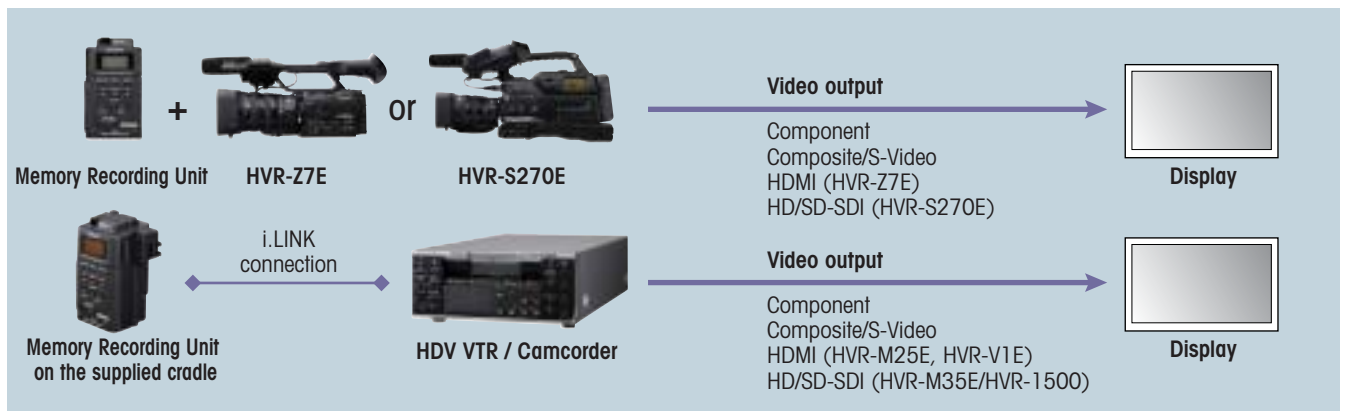 +
or
Memory Recording Unit
HVR-Z7E
HVR-S270E
Video output
Component
Composite/S-Video
HDMI (HVR-Z7E)
HD/SD-SDI (HVR-S270E)
Display
i.LINK
connection
Memory Recording Unit
on the supplied cradle
HDV VTR / Camcorder
Video output
Component
Composite/S-Video
HDMI (HVR-M25E, HVR-V1E)
HD/SD-SDI (HVR-M35E/HVR-1500)
Display